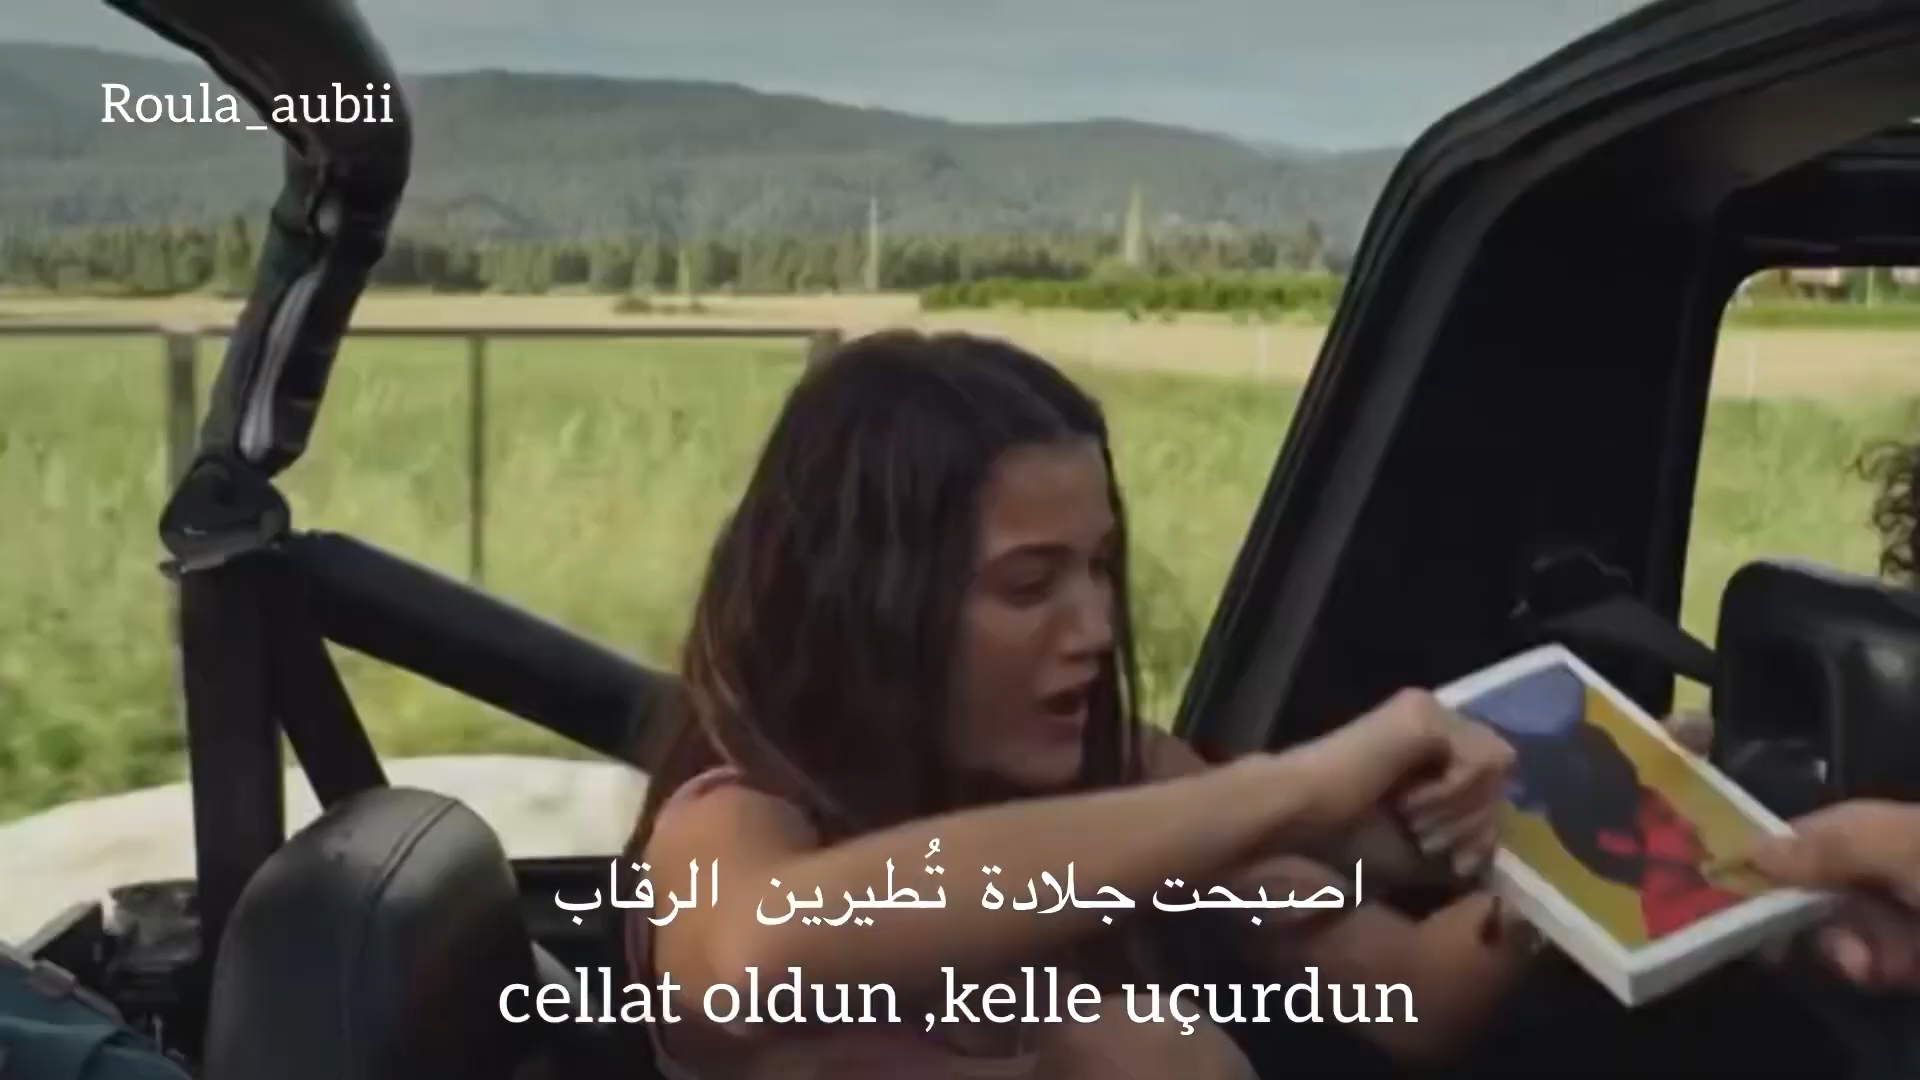 Roula_aubii
اصبحت جلادة تُطيرين الرقاب
cellat oldun ,kelle uçurdun